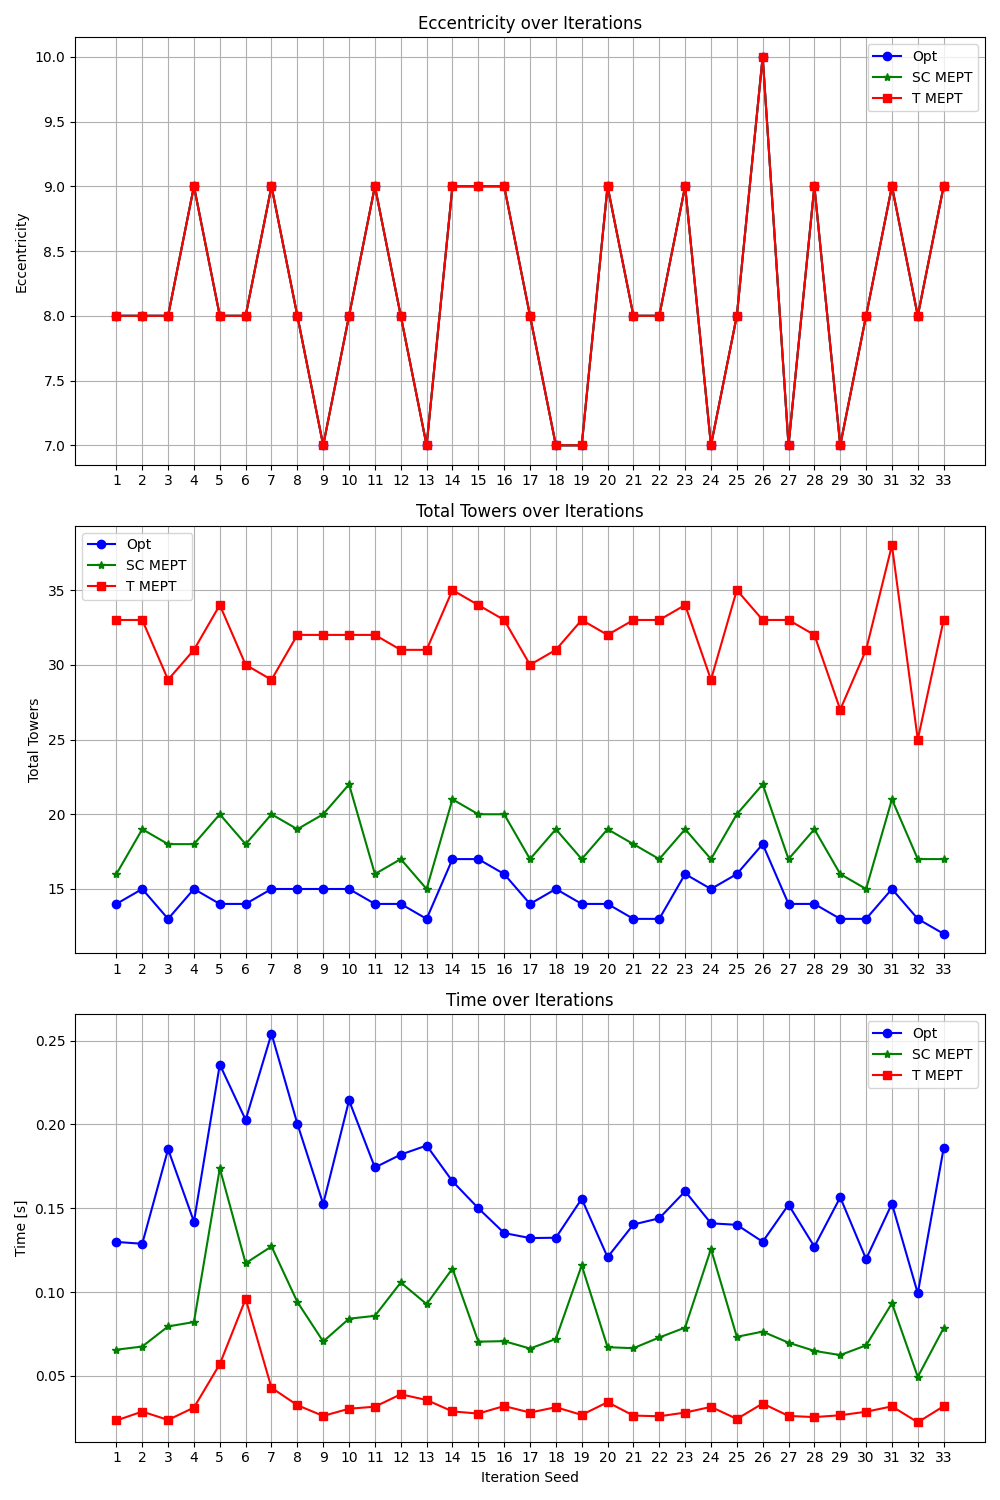 Eccentricity over Iterations
10.0
9.5
9.0
8.5
8.0
7.5
7.0
Eccentricity
Opt
SC MEPT
T MEPT
1 2 3 4 5 6 7 8 9 10 11 12 13 14 15 16 17 18 19 20 21 22 23 24 25 26 27 28 29 30 31 32 33
Total Towers over Iterations
Opt
SC MEPT
T MEPT
35
30
25
20
15
Total Towers
1 2 3 4 5 6 7 8 9 10 11 12 13 14 15 16 17 18 19 20 21 22 23 24 25 26 27 28 29 30 31 32 33
Time over Iterations
0.25
0.20
0.15
0.10
0.05
Time [s]
Opt
SC MEPT
T MEPT
1 2 3 4 5 6 7 8 9 10 11 12 13 14 15 16 17 18 19 20 21 22 23 24 25 26 27 28 29 30 31 32 33
Iteration Seed